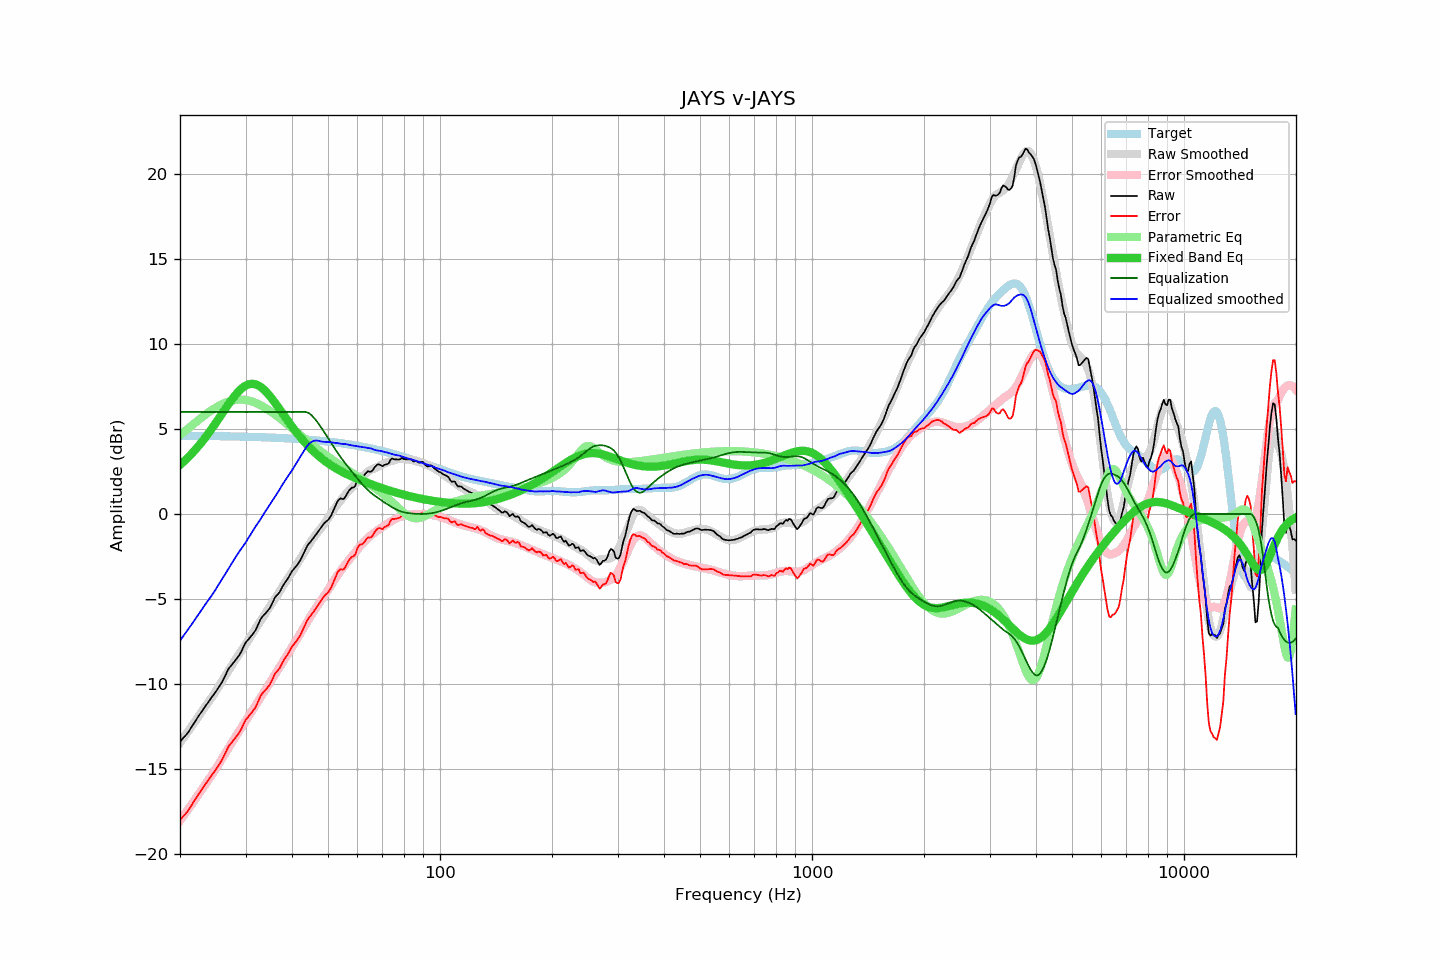 JAYS v-JAYS
Target
Raw Smoothed
Error Smoothed
Raw
Error
Parametric Eq
Fixed Band Eq
Equalization
Equalized smoothed
Amplitude (dBr)
20
15
10
5
0
−5
−10
−15
−20
100
1000
10000
Frequency (Hz)